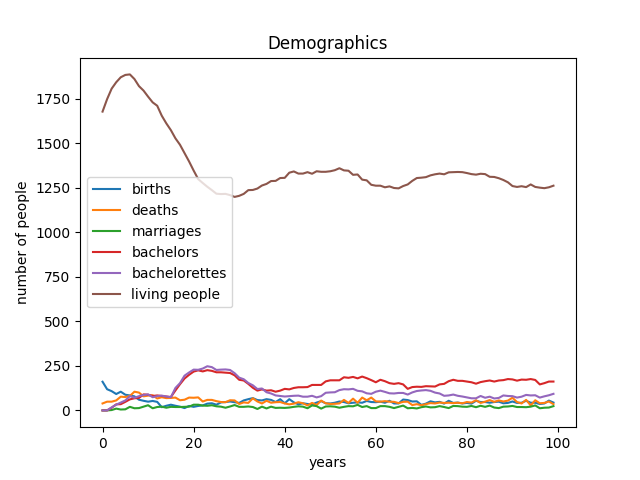 Demographics
number of people
1750
1500
1250
1000
750
500
250
0
births
deaths
marriages
bachelors
bachelorettes
living people
0 20 40 60 80 100
years